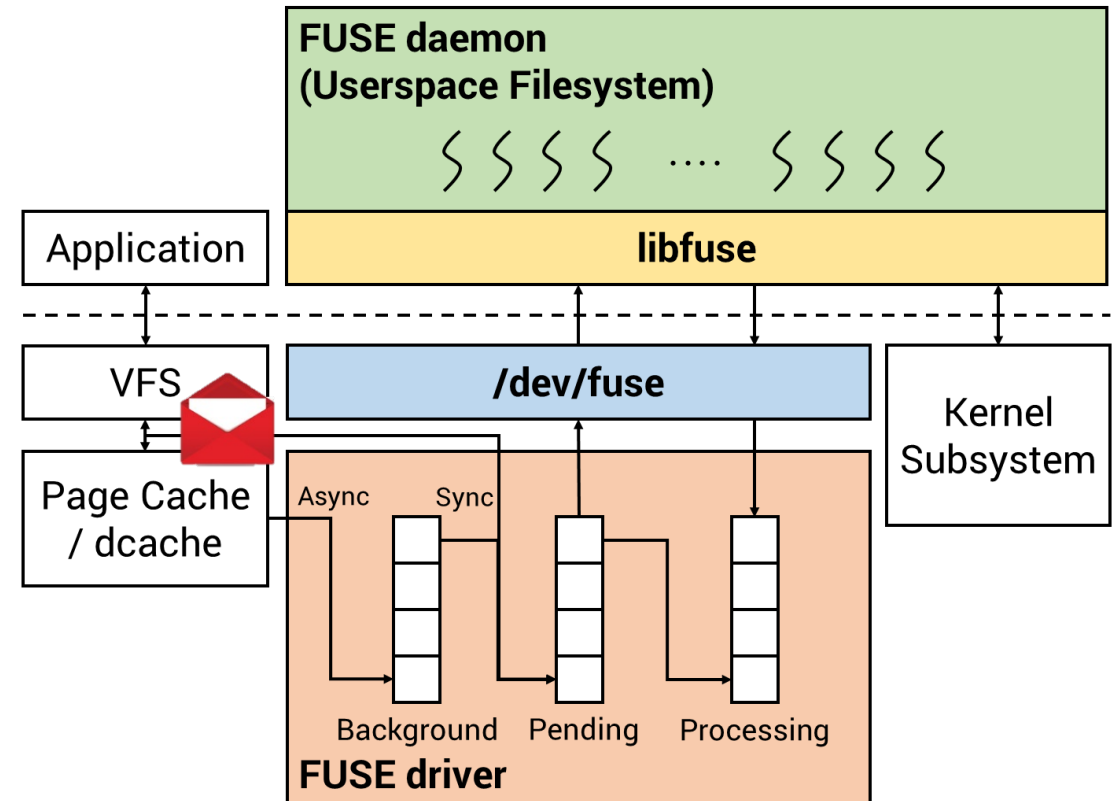 FUSE daemon
(Userspace Filesystem)
....
Application
libfuse
VFS
/dev/fuse
Kernel
Subsystem
Page Cache
/ dcache
Async
Sync
Background
Pending
Processing
FUSE driver